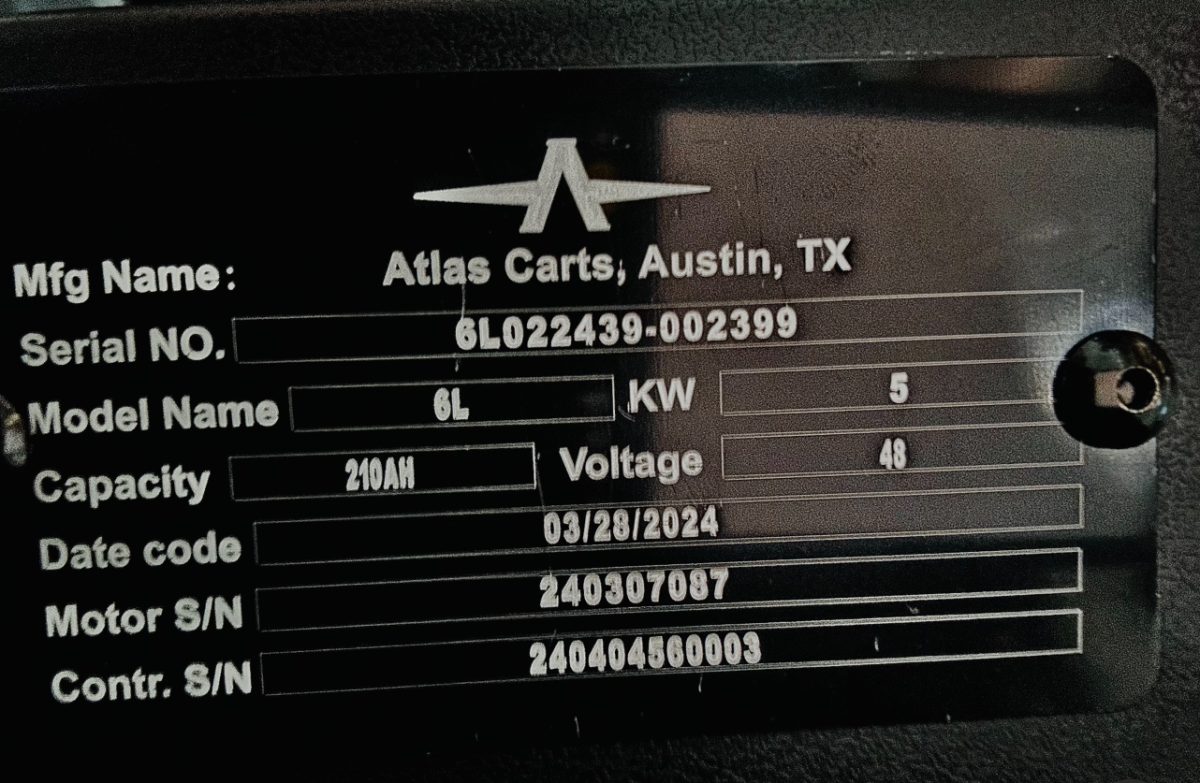 Mfg Name: Atlas Carts, Austin, TX
Serial NO. 6L022439-002399
Model Name 6L KW 5
Capacity 210AH Voltage 48
Date code 03/28/2024
Motor S/N 240307087
Contr. S/N 240404560003